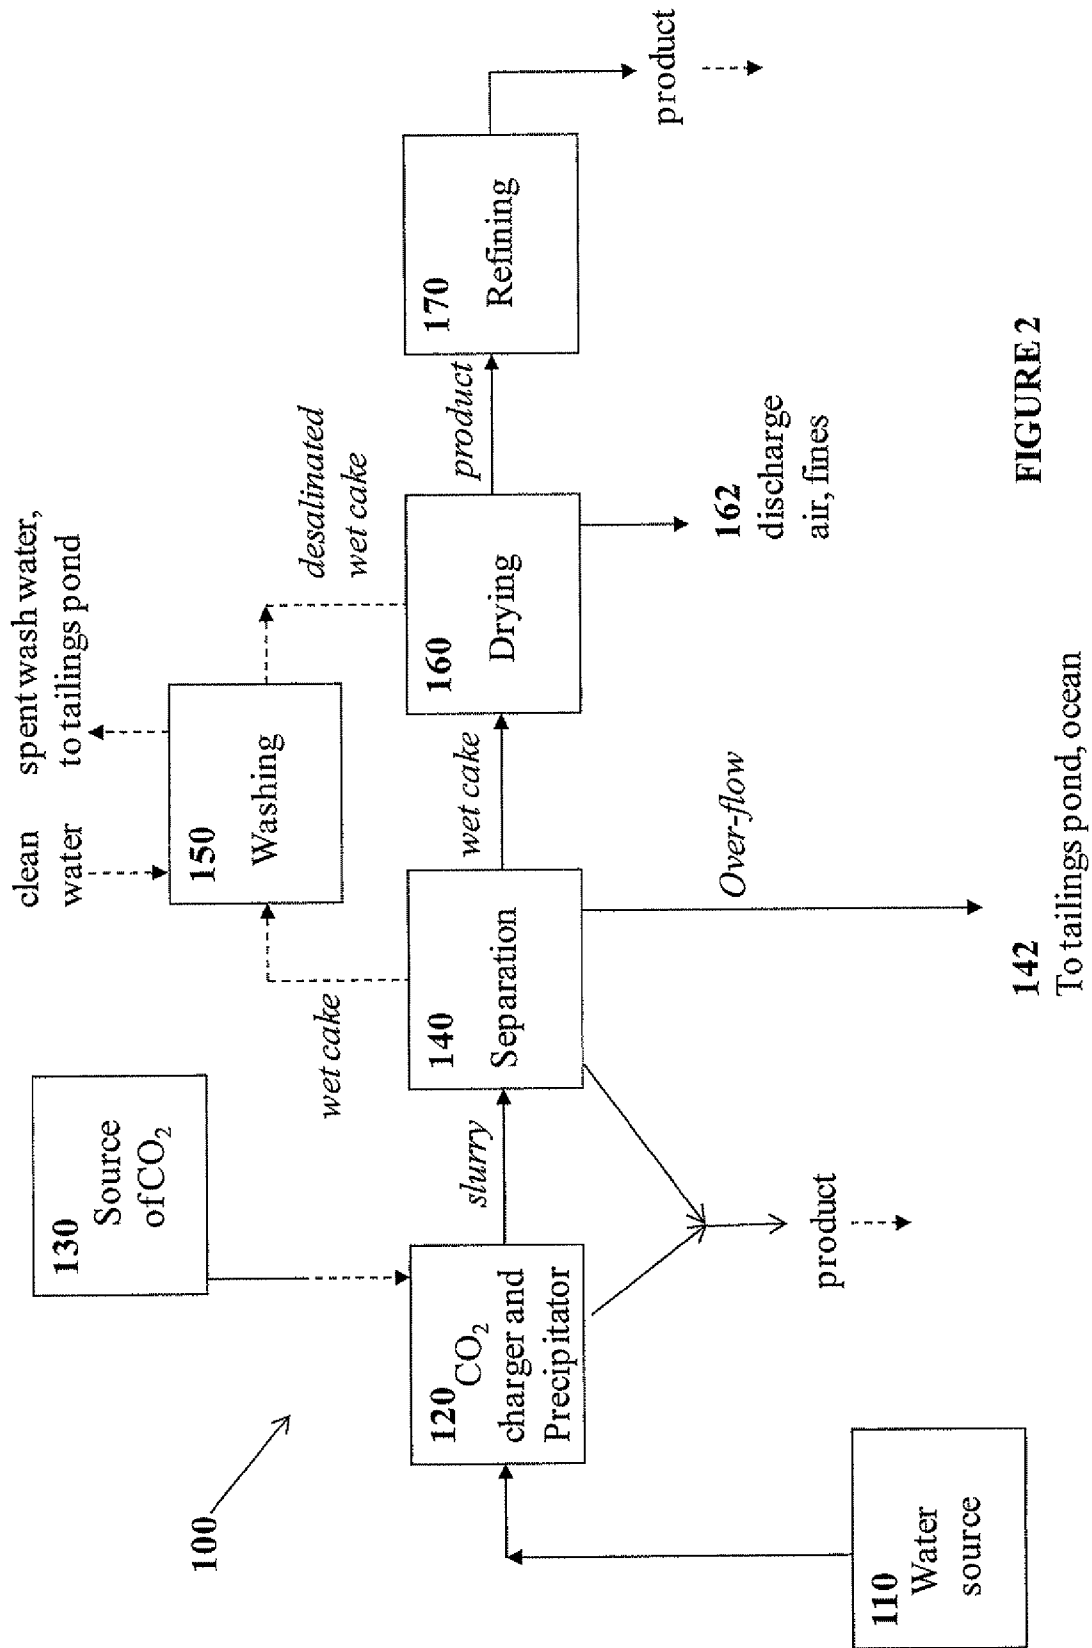 100
110
Water
source
120 CO₂
charger and
Precipitator
130
Source
of CO₂
slurry
product
140
Separation
wet cake
wet cake
Over-flow
142
To tailings pond, ocean
clean
water
spent wash water,
to tailings pond
150
Washing
desalinated
wet cake
160
Drying
162
discharge
air, fines
product
170
Refining
product
FIGURE 2